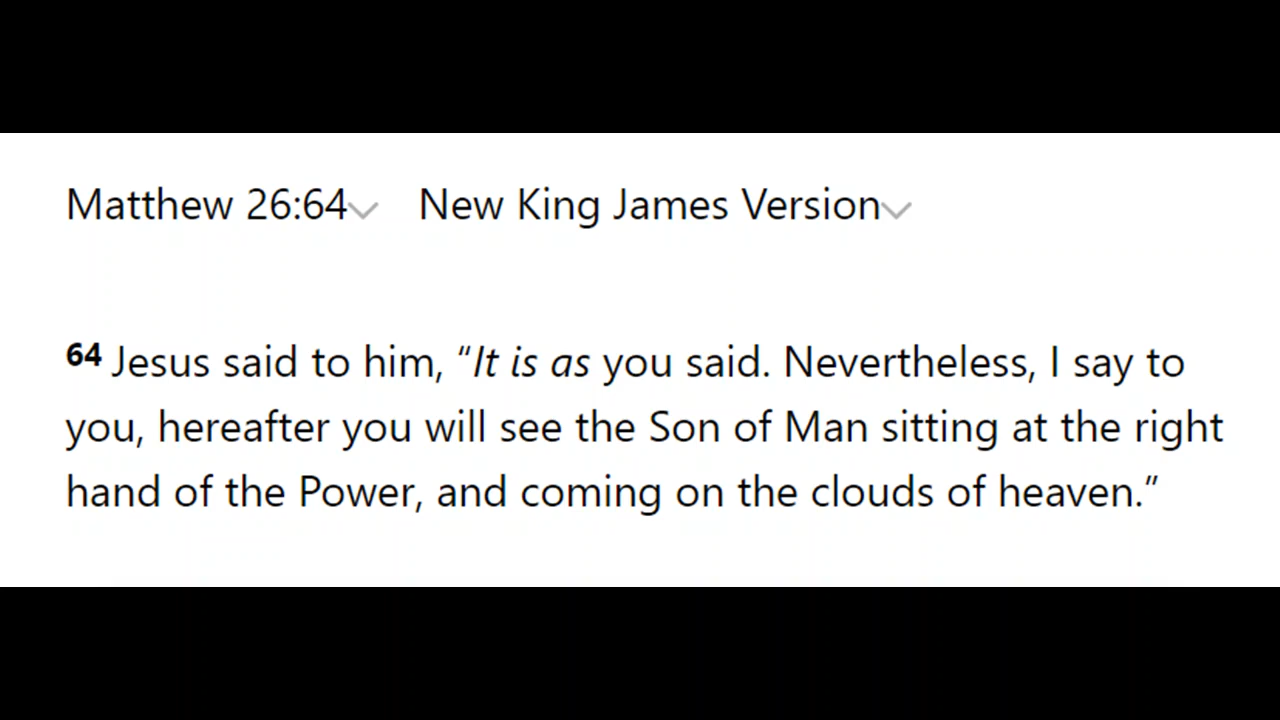 Matthew 26:64 New King James Version
64 Jesus said to him, “It is as you said. Nevertheless, I say to
you, hereafter you will see the Son of Man sitting at the right
hand of the Power, and coming on the clouds of heaven.”